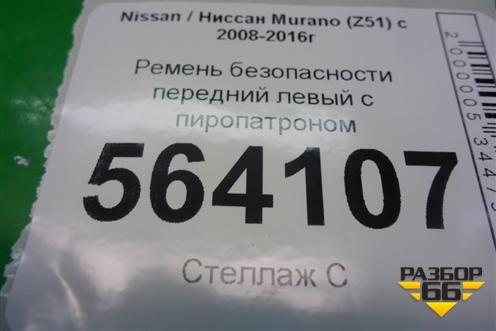 Nissan / Ниссан Murano (Z51) с
2008-2016г
Ремень безопасности
передний левый с
пиропатроном
564107
Стеллаж С
РАЗБОР
66